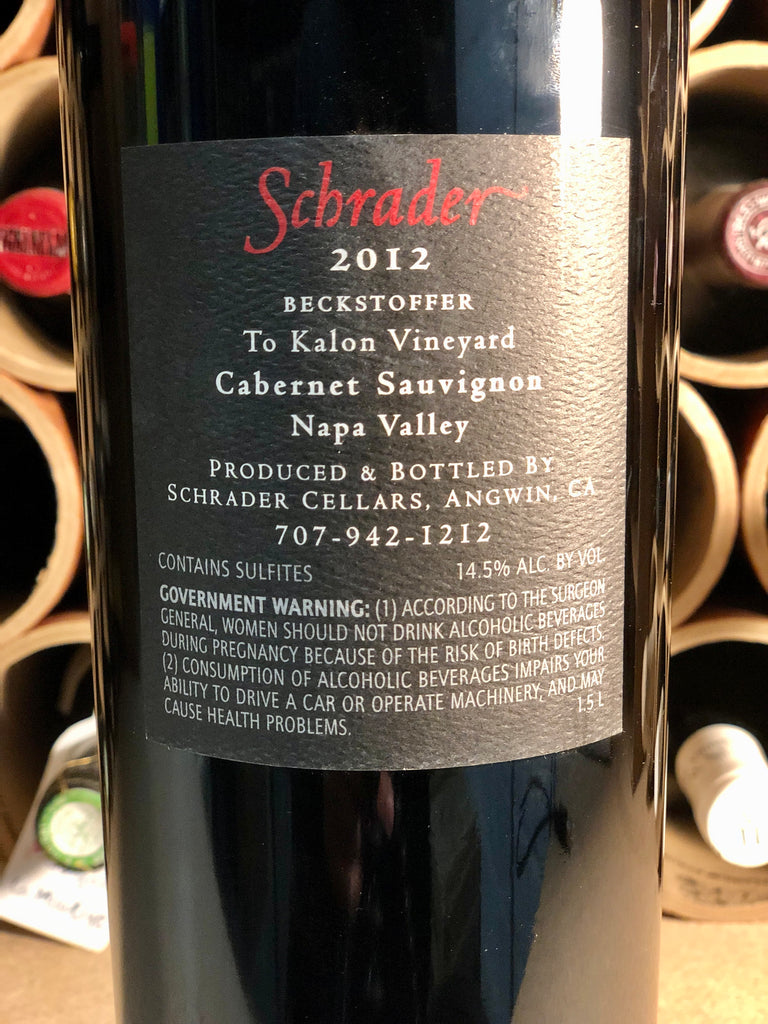 Schrader
2012
BECKSTOFFER
To Kalon Vineyard
Cabernet Sauvignon
Napa Valley
PRODUCED & BOTTLED BY
SCHRADER CELLARS, ANGWIN, CA
707-942-1212
CONTAINS SULFITES 14.5% ALC. BY VOL.
GOVERNMENT WARNING: (1) ACCORDING TO THE SURGEON
GENERAL, WOMEN SHOULD NOT DRINK ALCOHOLIC BEVERAGES
DURING PREGNANCY BECAUSE OF THE RISK OF BIRTH DEFECTS.
(2) CONSUMPTION OF ALCOHOLIC BEVERAGES IMPAIRS YOUR
ABILITY TO DRIVE A CAR OR OPERATE MACHINERY, AND MAY
CAUSE HEALTH PROBLEMS. 1.5 L